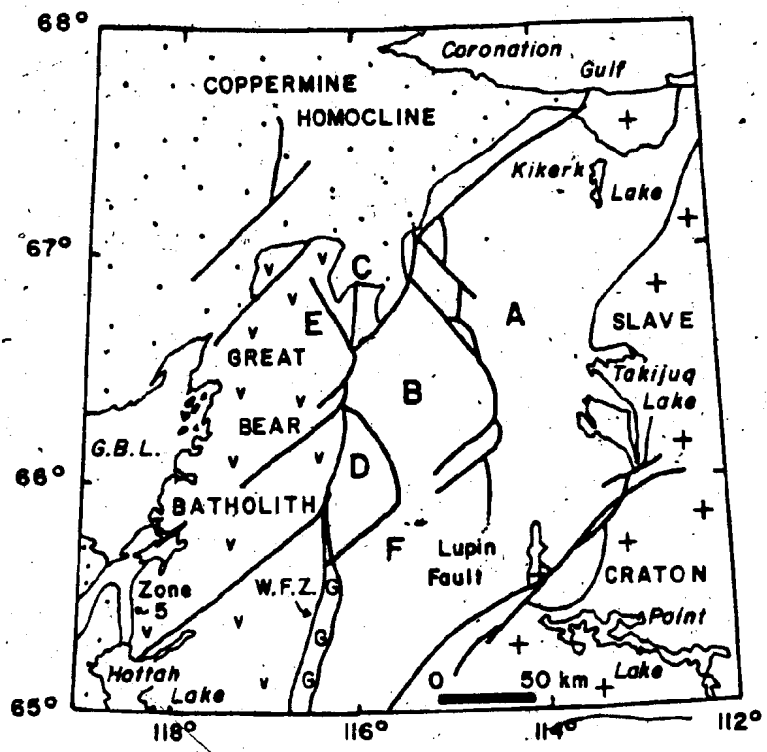 68°
Coronation
Gulf
COPPERMINE
HOMOCLINE
Kikerk
Lake
67°
C
A
E
SLAVE
GREAT
Takijuq
Lake
B
BEAR
G.B.L.
66°
D
BATHOLITH
F
Lupin
Fault
W.F.Z.
G
CRATON
Zone
5
Point
G
Hottah
Lake
Lake
G
0 50 km
65°
118° 116° 114° 112°